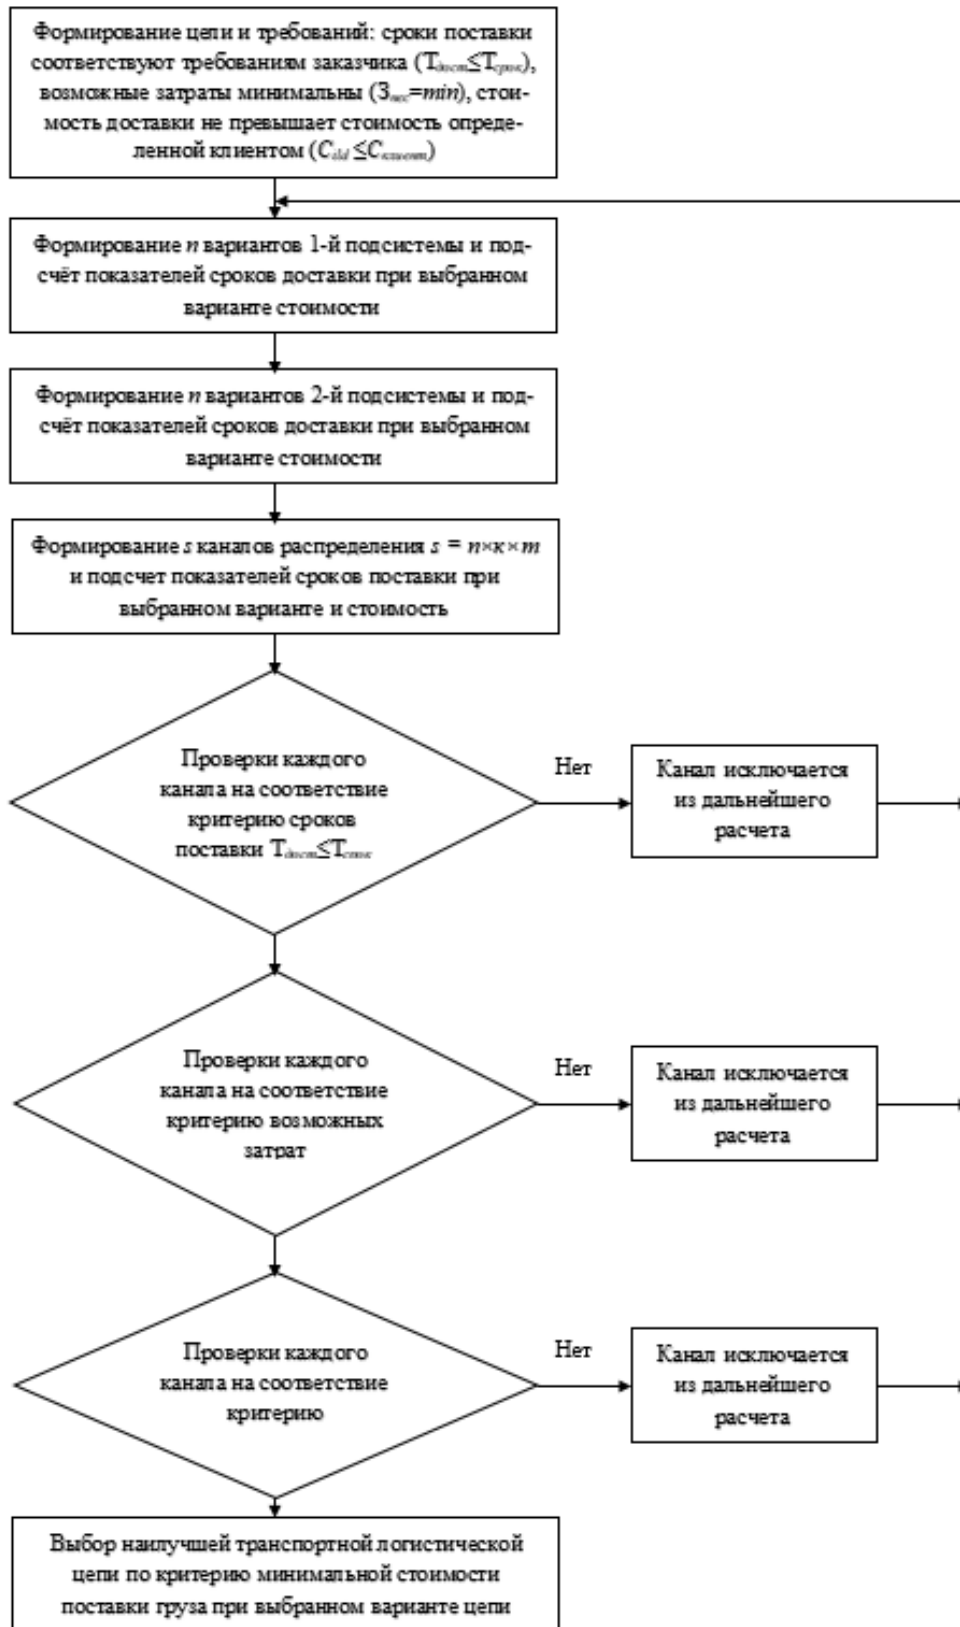 Формирование цели и требований: сроки поставки
соответствуют требованиям заказчика (Tдост≤Tсрок),
возможные затраты минимальны (=min), стои-
мость доставки не превышает стоимость опреде-
ленной клиентом (≤Cклиент)
Формирование n вариантов 1-й подсистемы и под-
счёт показателей сроков доставки при выбранном
варианте стоимости
Формирование n вариантов 2-й подсистемы и под-
счёт показателей сроков доставки при выбранном
варианте стоимости
Формирование s каналов распределения s = n×к×m
и подсчет показателей сроков поставки при
выбранном варианте и стоимость
Проверки каждого
канала на соответствие
критерию сроков
поставки Tдост≤Tсрок
Нет
Канал исключается
из дальнейшего
расчета
Проверки каждого
канала на соответствие
критерию возможных
затрат
Нет
Канал исключается
из дальнейшего
расчета
Проверки каждого
канала на соответствие
критерию
Нет
Канал исключается
из дальнейшего
расчета
Выбор наилучшей транспортной логистической
цепи по критерию минимальной стоимости
поставки груза при выбранном варианте цепи